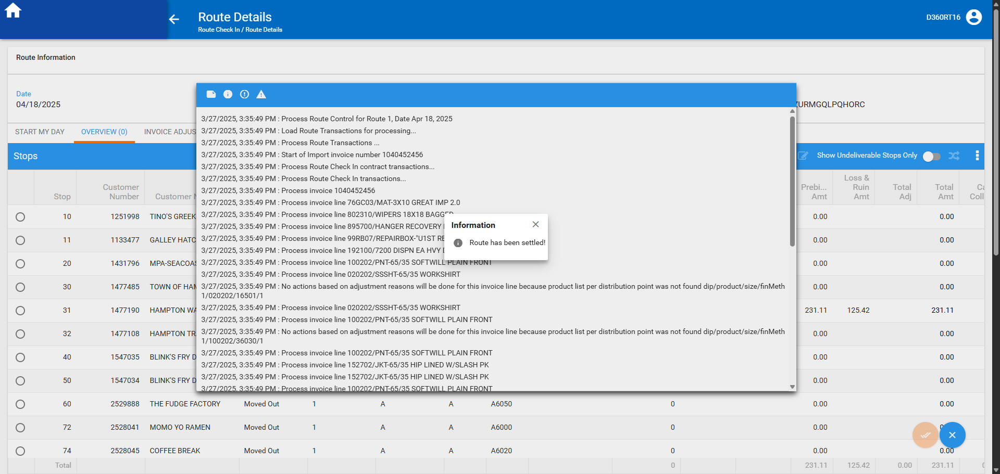 Route Details
Route Check In / Route Details
D360RT16
Route Information
Date
04/18/2025
URMGQLPQHORC
START MY DAY
OVERVIEW (0)
INVOICE ADJUS
Stops
Show Undeliverable Stops Only
3/27/2025, 3:35:49 PM : Process Route Control for Route 1, Date Apr 18, 2025
3/27/2025, 3:35:49 PM : Load Route Transactions for processing...
3/27/2025, 3:35:49 PM : Process Route Transactions ...
3/27/2025, 3:35:49 PM : Start of Import invoice number 1040452456
3/27/2025, 3:35:49 PM : Process Route Check In contract transactions...
3/27/2025, 3:35:49 PM : Process Route Check In transactions...
3/27/2025, 3:35:49 PM : Process invoice 1040452456
3/27/2025, 3:35:49 PM : Process invoice line 76GC03/MAT-3X10 GREAT IMP 2.0
3/27/2025, 3:35:49 PM : Process invoice line 802310/WIPERS 18X18 BAGGED
3/27/2025, 3:35:49 PM : Process invoice line 895700/HANGER RECOVERY
3/27/2025, 3:35:49 PM : Process invoice line 99RB07/REPAIRBOX-"U1ST RE
3/27/2025, 3:35:49 PM : Process invoice line 192100/7200 DISPN EA HVY
3/27/2025, 3:35:49 PM : Process invoice line 100202/PNT-65/35 SOFTWILL PLAIN FRONT
3/27/2025, 3:35:49 PM : Process invoice line 020202/SSSHT-65/35 WORKSHIRT
3/27/2025, 3:35:49 PM : No actions based on adjustment reasons will be done for this invoice line because product list per distribution point was not found dip/product/size/finMeth
1/020202/16501/1
3/27/2025, 3:35:49 PM : Process invoice line 020202/SSSHT-65/35 WORKSHIRT
3/27/2025, 3:35:49 PM : Process invoice line 100202/PNT-65/35 SOFTWILL PLAIN FRONT
3/27/2025, 3:35:49 PM : No actions based on adjustment reasons will be done for this invoice line because product list per distribution point was not found dip/product/size/finMeth
1/100202/36030/1
3/27/2025, 3:35:49 PM : Process invoice line 100202/PNT-65/35 SOFTWILL PLAIN FRONT
3/27/2025, 3:35:49 PM : Process invoice line 152702/JKT-65/35 HIP LINED W/SLASH PK
3/27/2025, 3:35:49 PM : Process invoice line 152702/JKT-65/35 HIP LINED W/SLASH PK
3/27/2025, 3:35:49 PM : Process invoice line 100202/PNT-65/35 SOFTWILL PLAIN FRONT
Information
Route has been settled!
Stop Customer Number Customer N Prebi... Amt Loss & Ruin Amt Total Adj Total Amt Ca Coll
10 1251998 TINO'S GREEK 0.00 0.00
11 1133477 GALLEY HATC 0.00 0.00
20 1431796 MPA-SEACOAS 0.00 0.00
30 1477485 TOWN OF HAM 0.00 0.00
31 1477190 HAMPTON WA 231.11 125.42 231.11
32 1477108 HAMPTON TR 0.00 0.00
40 1547035 BLINK'S FRY D 0.00 0.00
50 1547034 BLINK'S FRY D 0.00 0.00
60 2529888 THE FUDGE FACTORY Moved Out 1 A A A6050 0 0.00 0.00
72 2528041 MOMO YO RAMEN Moved Out 1 A A A6000 0 0.00 0
74 2528045 COFFEE BREAK Moved Out 1 A A A6020 0 0.00 0.00
Total 0 231.11 125.42 0.00 231.11 0